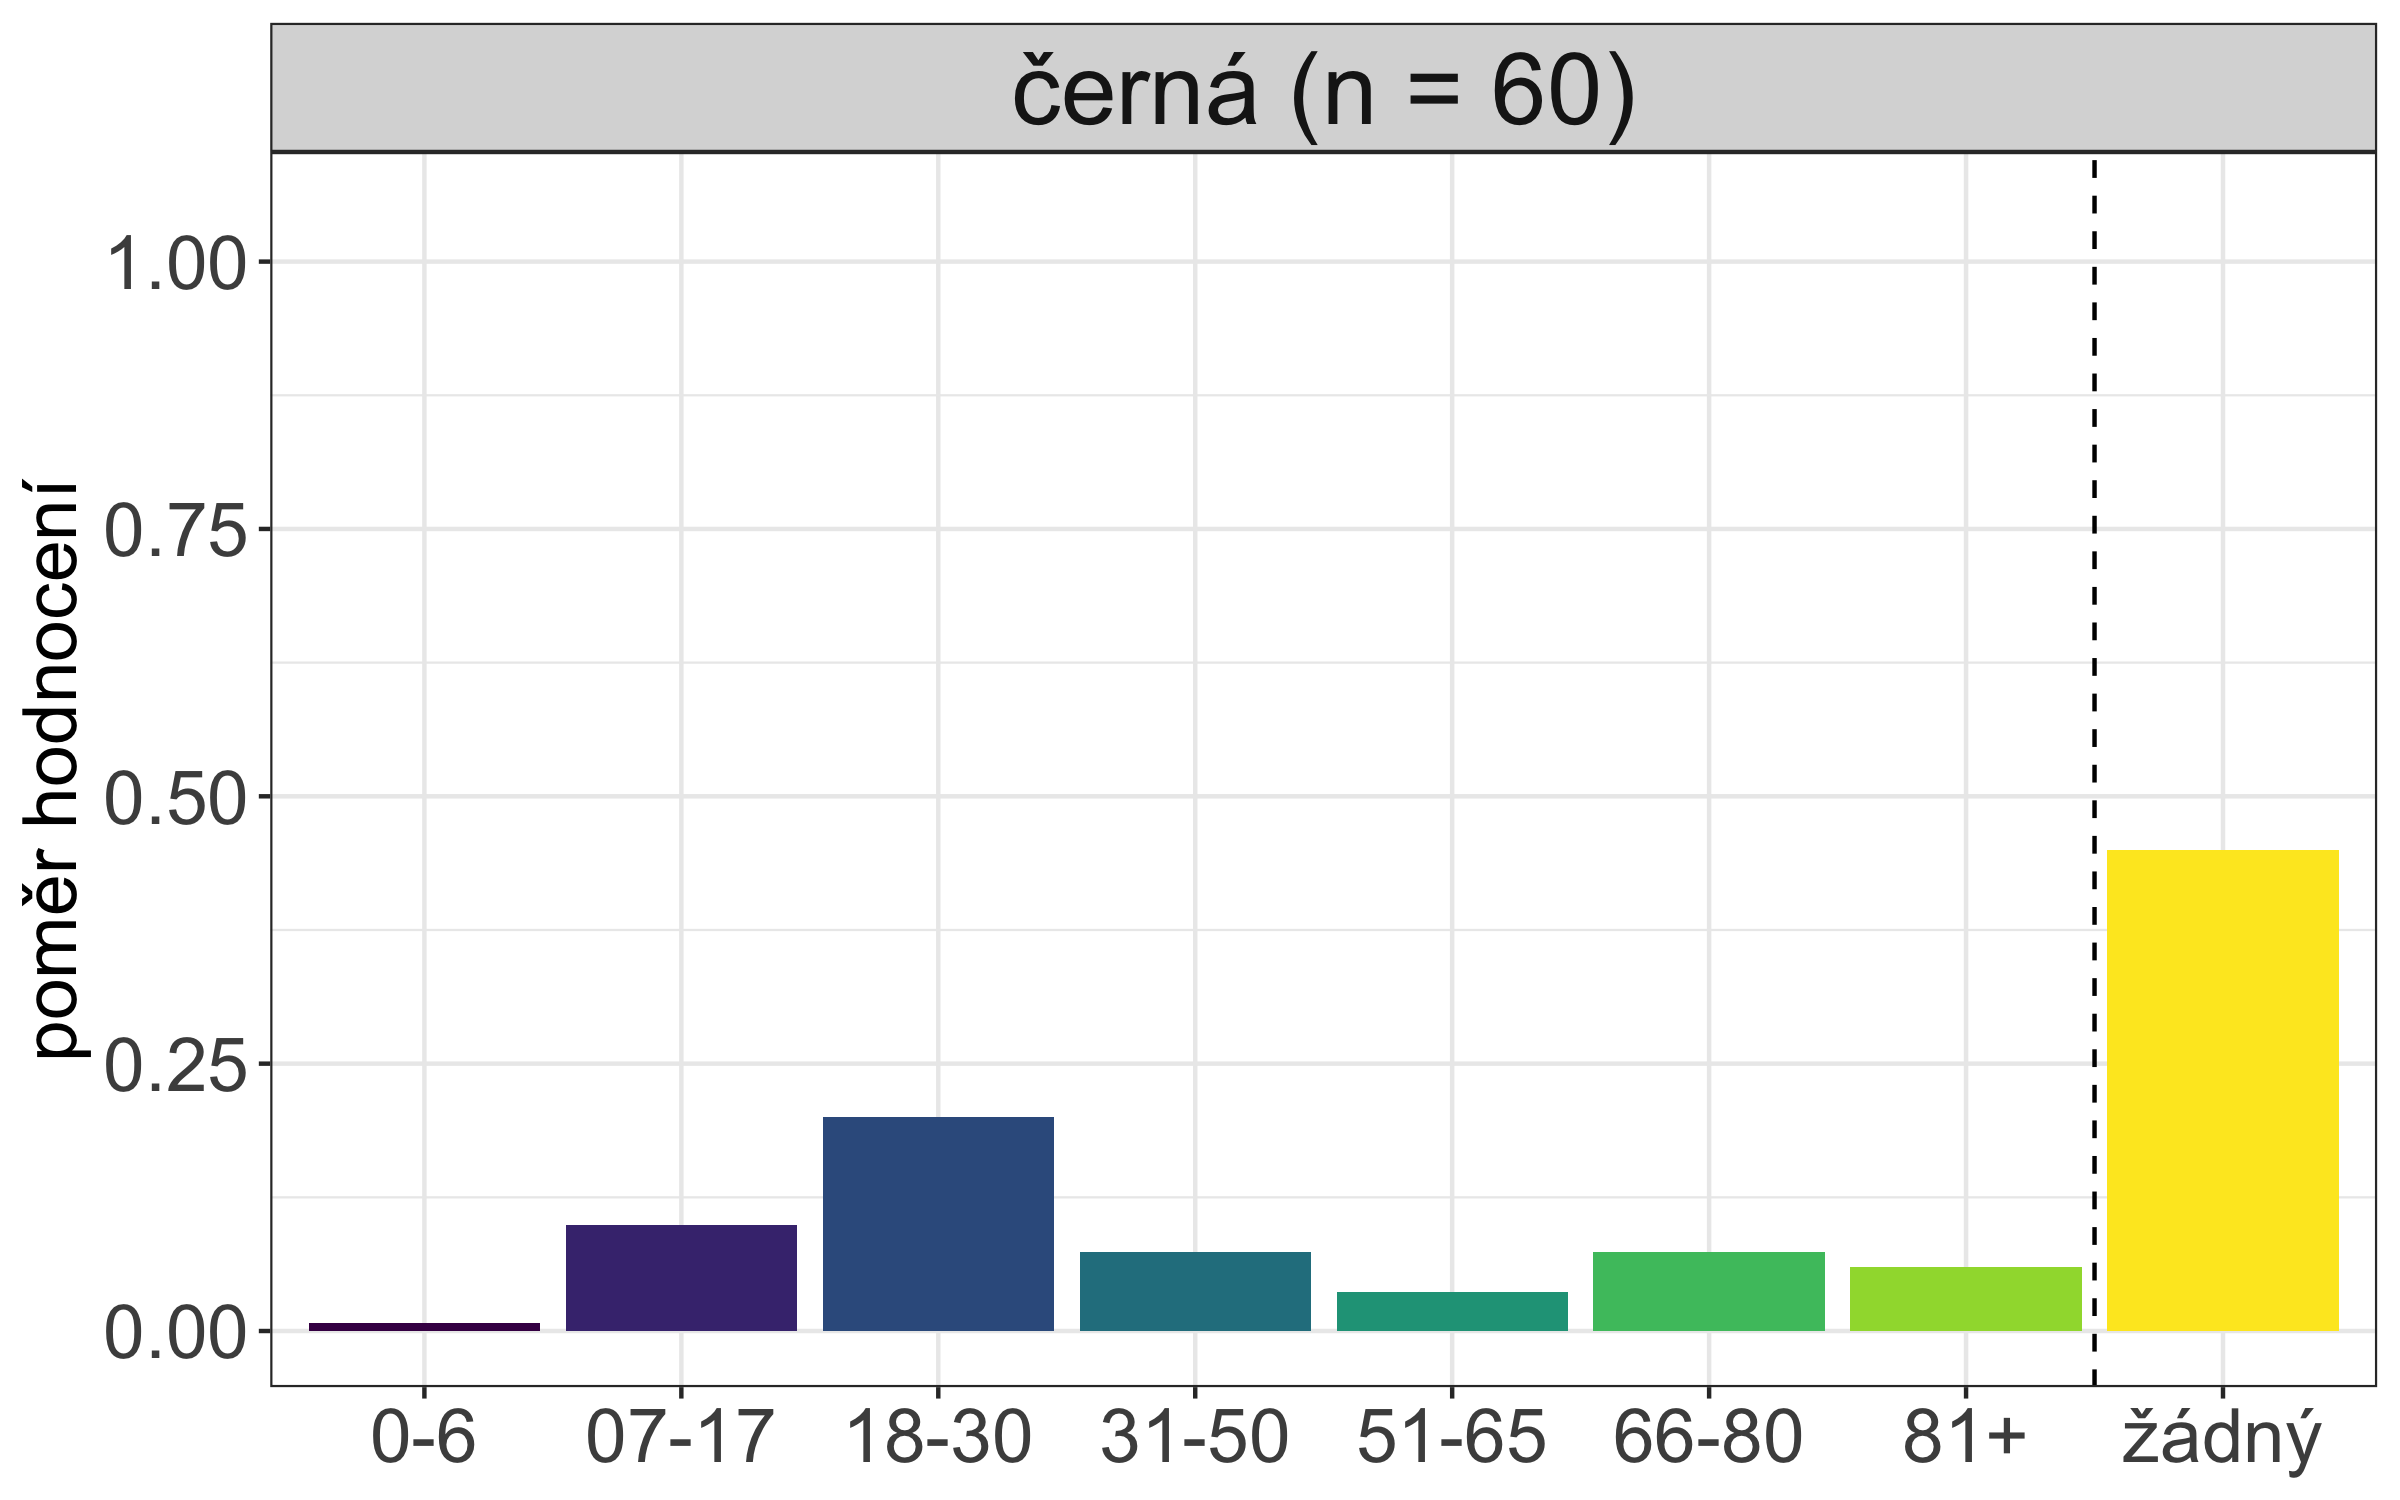 černá (n = 60)
poměr hodnocení
1.00
0.75
0.50
0.25
0.00
0-6 07-17 18-30 31-50 51-65 66-80 81+ žádný